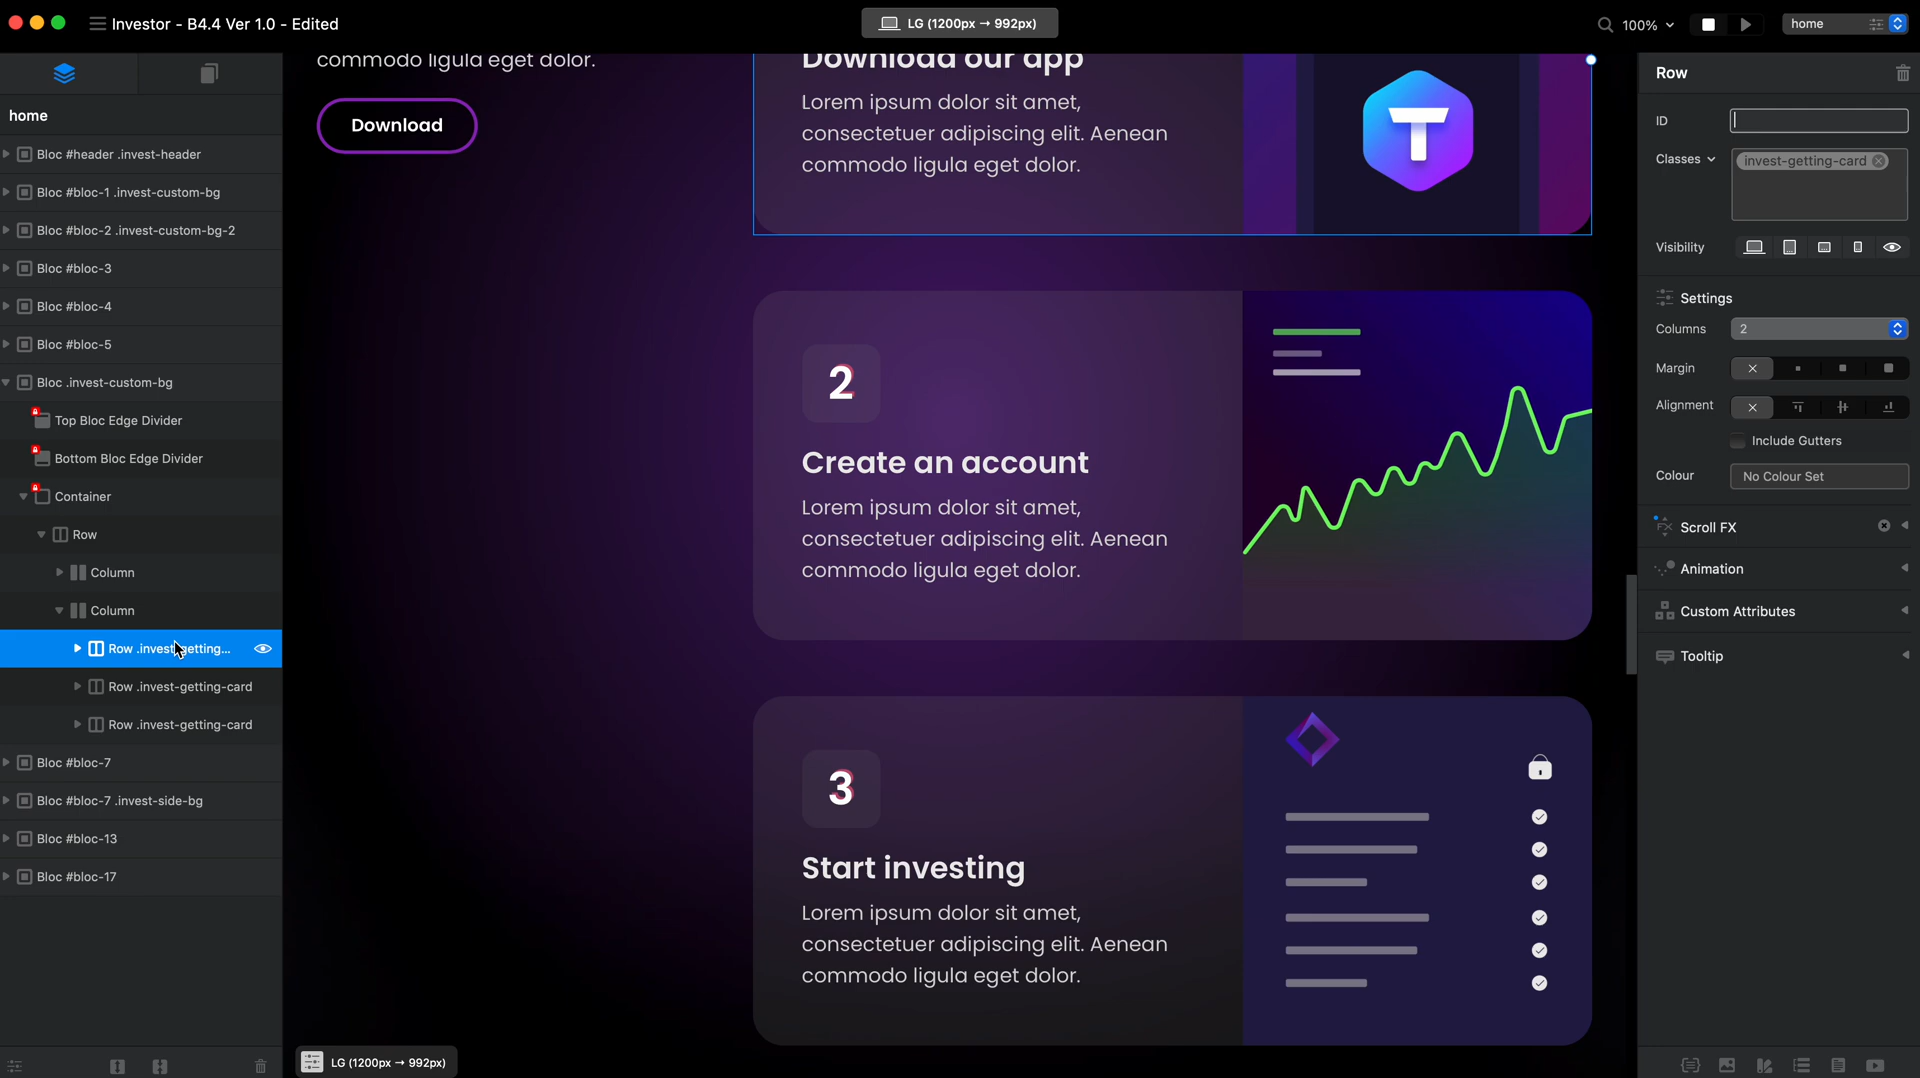 Investor - B4.4 Ver 1.0 - Edited
LG (1200px → 992px)
100%
home
home
Bloc #header .invest-header
Bloc #bloc-1 .invest-custom-bg
Bloc #bloc-2 .invest-custom-bg-2
Bloc #bloc-3
Bloc #bloc-4
Bloc #bloc-5
Bloc .invest-custom-bg
Top Bloc Edge Divider
Bottom Bloc Edge Divider
Container
Row
Column
Column
Row .invest-getting...
Row .invest-getting-card
Row .invest-getting-card
Bloc #bloc-7
Bloc #bloc-7 .invest-side-bg
Bloc #bloc-13
Bloc #bloc-17
commodo ligula eget dolor.
Download
Download our app
Lorem ipsum dolor sit amet,
consectetuer adipiscing elit. Aenean
commodo ligula eget dolor.
T
2
Create an account
Lorem ipsum dolor sit amet,
consectetuer adipiscing elit. Aenean
commodo ligula eget dolor.
3
Start investing
Lorem ipsum dolor sit amet,
consectetuer adipiscing elit. Aenean
commodo ligula eget dolor.
LG (1200px → 992px)
Row
ID
Classes
invest-getting-card
Visibility
Settings
Columns
2
Margin
Alignment
Include Gutters
Colour
No Colour Set
FX
Scroll FX
Animation
Custom Attributes
Tooltip